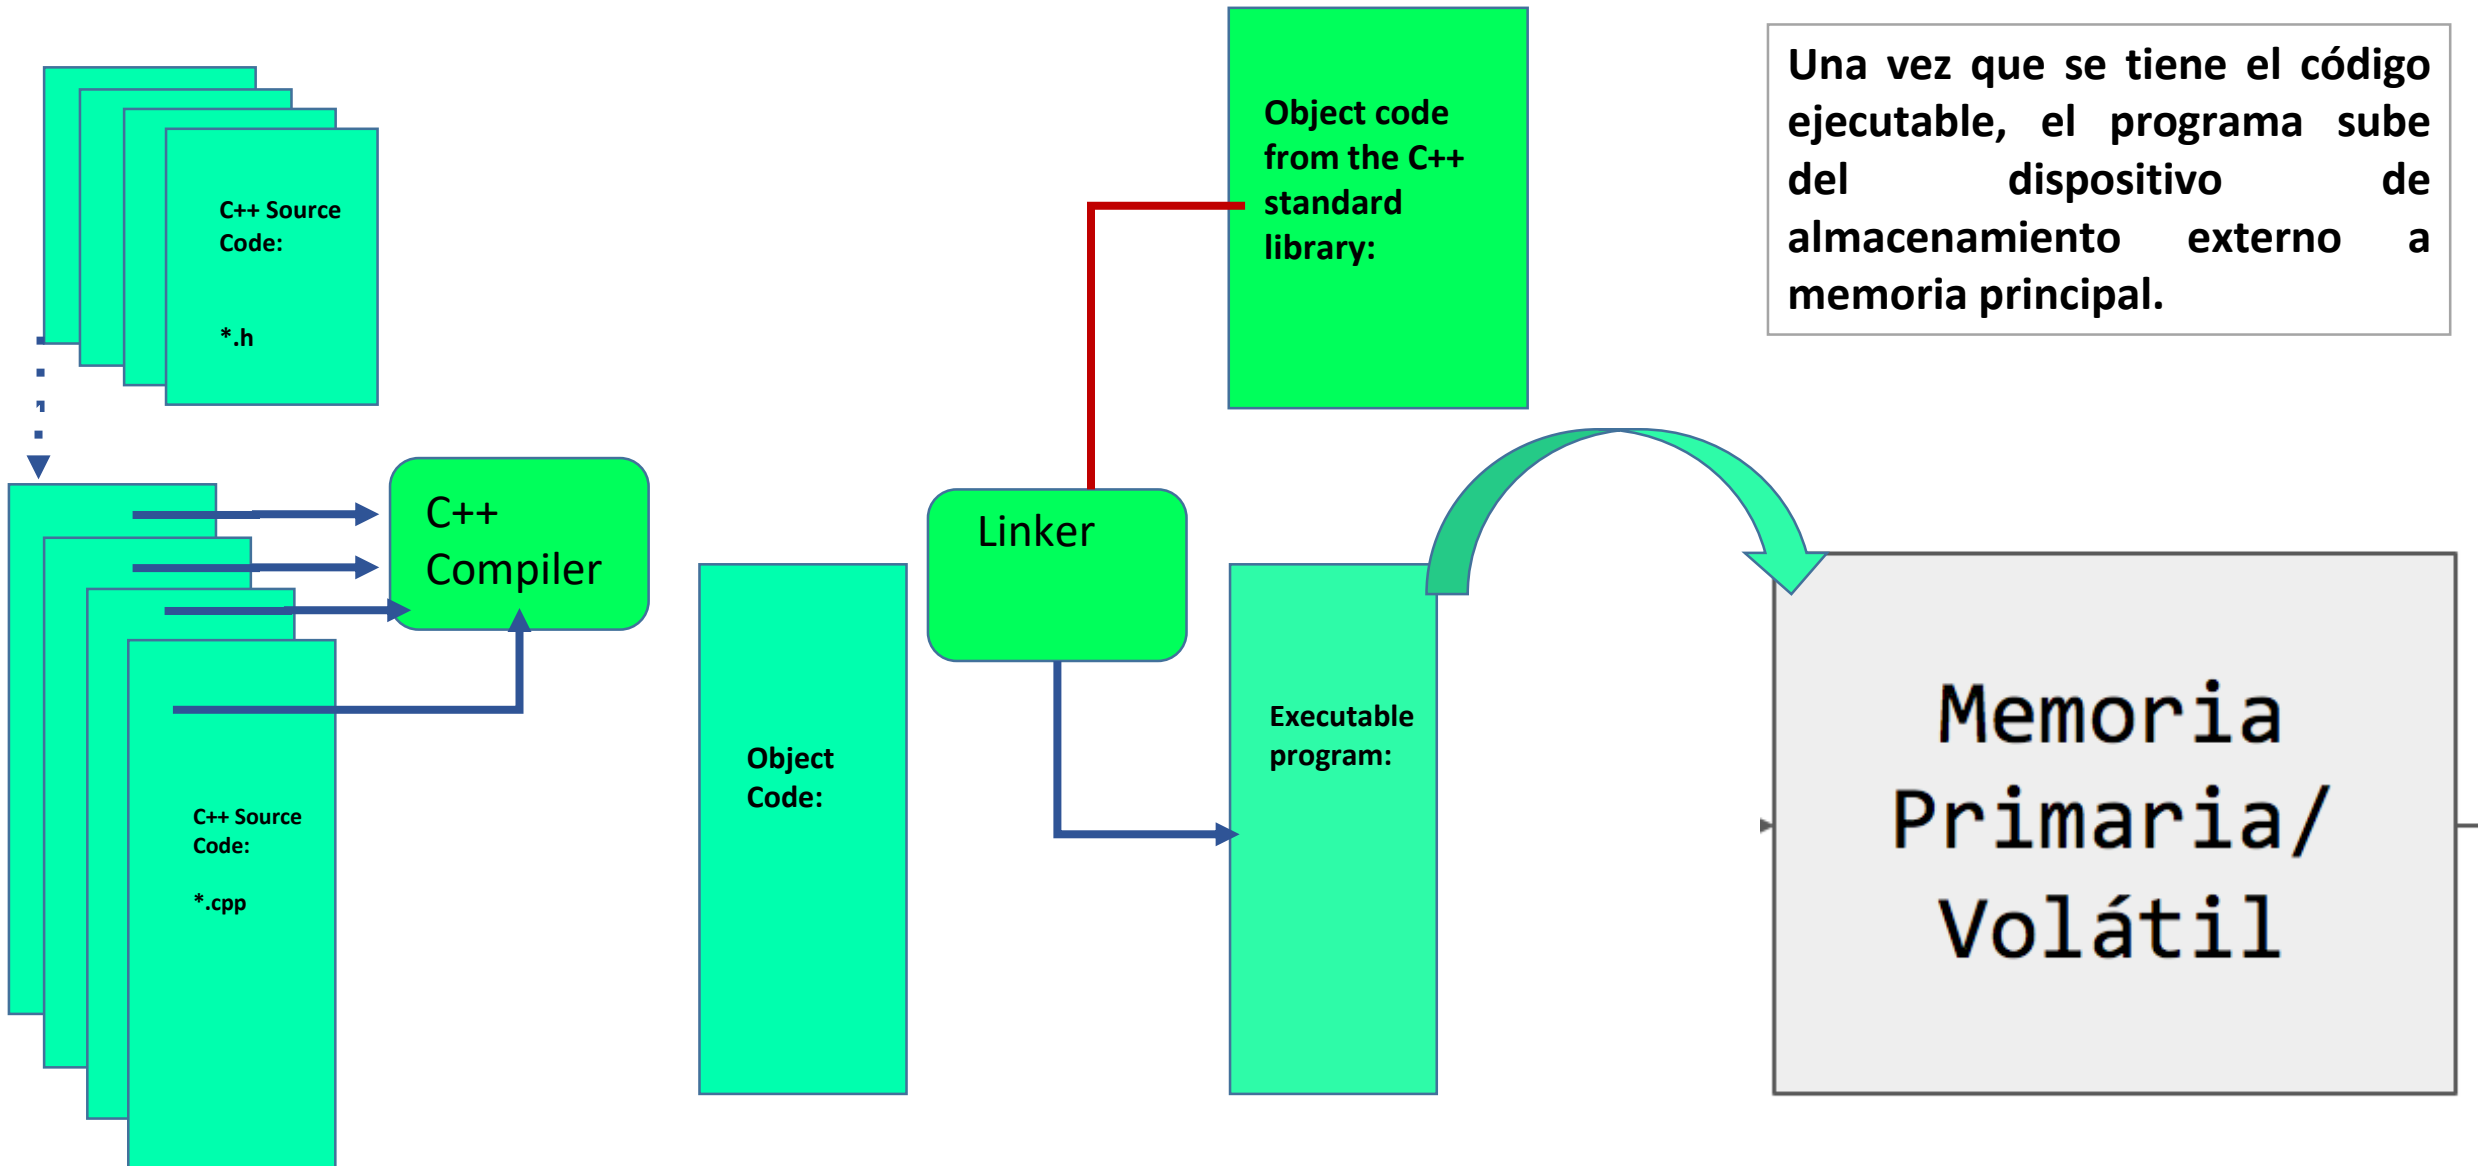 C++ Source
Code:
*.h
Object code
from the C++
standard
library:
Una vez que se tiene el código
ejecutable, el programa sube
del dispositivo de
almacenamiento externo a
memoria principal.
C++
Compiler
Linker
Object
Code:
Executable
program:
C++ Source
Code:
*.cpp
Memoria
Primaria/
Volátil